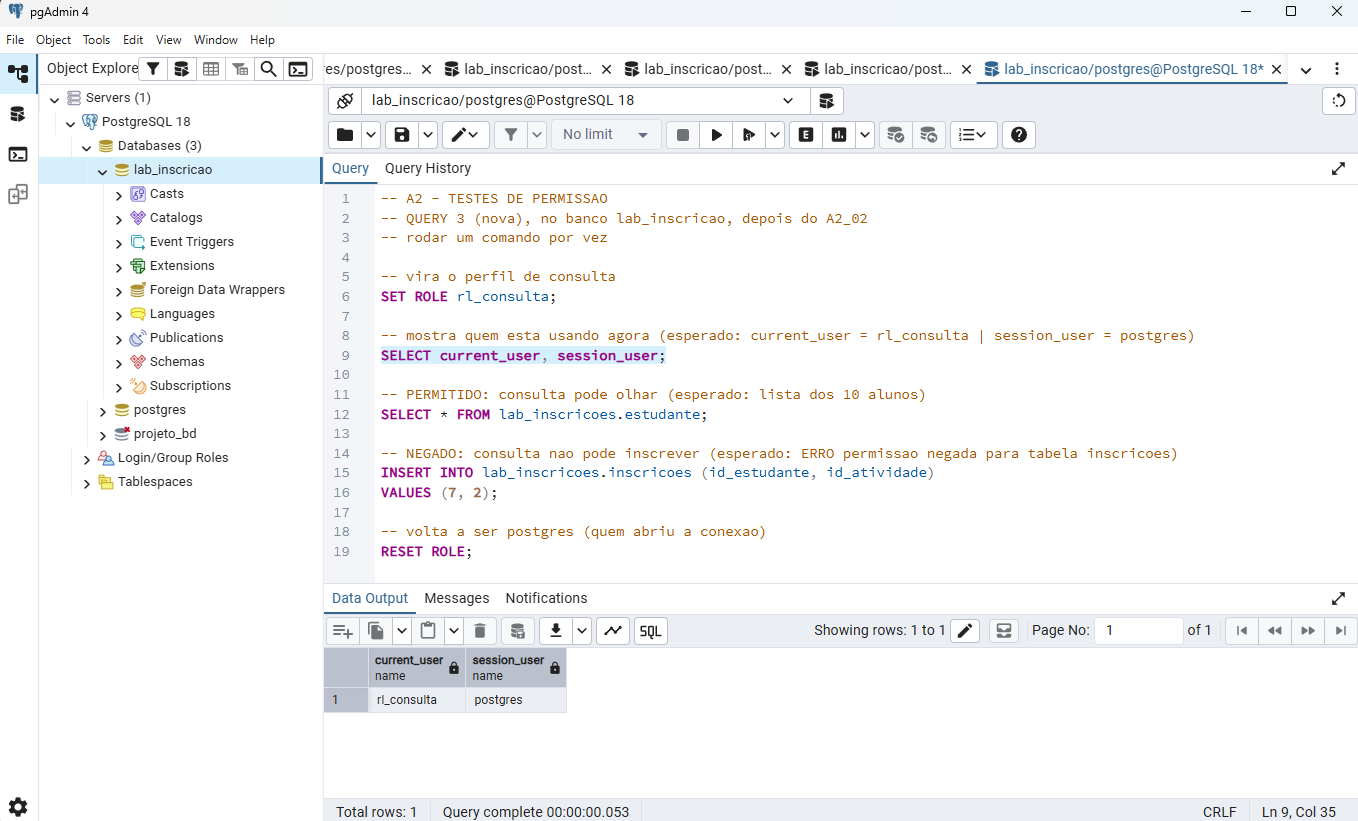 pgAdmin 4
File Object Tools Edit View Window Help
Object Explore
res/postgres... lab_inscricao/post... lab_inscricao/post... lab_inscricao/post... lab_inscricao/postgres@PostgreSQL 18*
Servers (1)
PostgreSQL 18
Databases (3)
lab_inscricao
Casts
Catalogs
Event Triggers
Extensions
Foreign Data Wrappers
Languages
Publications
Schemas
Subscriptions
postgres
projeto_bd
Login/Group Roles
Tablespaces
lab_inscricao/postgres@PostgreSQL 18
No limit
E
Query Query History
1 -- A2 - TESTES DE PERMISSAO
2 -- QUERY 3 (nova), no banco lab_inscricao, depois do A2_02
3 -- rodar um comando por vez
4
5 -- vira o perfil de consulta
6 SET ROLE rl_consulta;
7
8 -- mostra quem esta usando agora (esperado: current_user = rl_consulta | session_user = postgres)
9 SELECT current_user, session_user;
10
11 -- PERMITIDO: consulta pode olhar (esperado: lista dos 10 alunos)
12 SELECT * FROM lab_inscricoes.estudante;
13
14 -- NEGADO: consulta nao pode inscrever (esperado: ERRO permissao negada para tabela inscricoes)
15 INSERT INTO lab_inscricoes.inscricoes (id_estudante, id_atividade)
16 VALUES (7, 2);
17
18 -- volta a ser postgres (quem abriu a conexao)
19 RESET ROLE;
Data Output Messages Notifications
SQL Showing rows: 1 to 1 Page No: 1 of 1
current_user session_user
name name
1 rl_consulta postgres
Total rows: 1 Query complete 00:00:00.053 CRLF Ln 9, Col 35